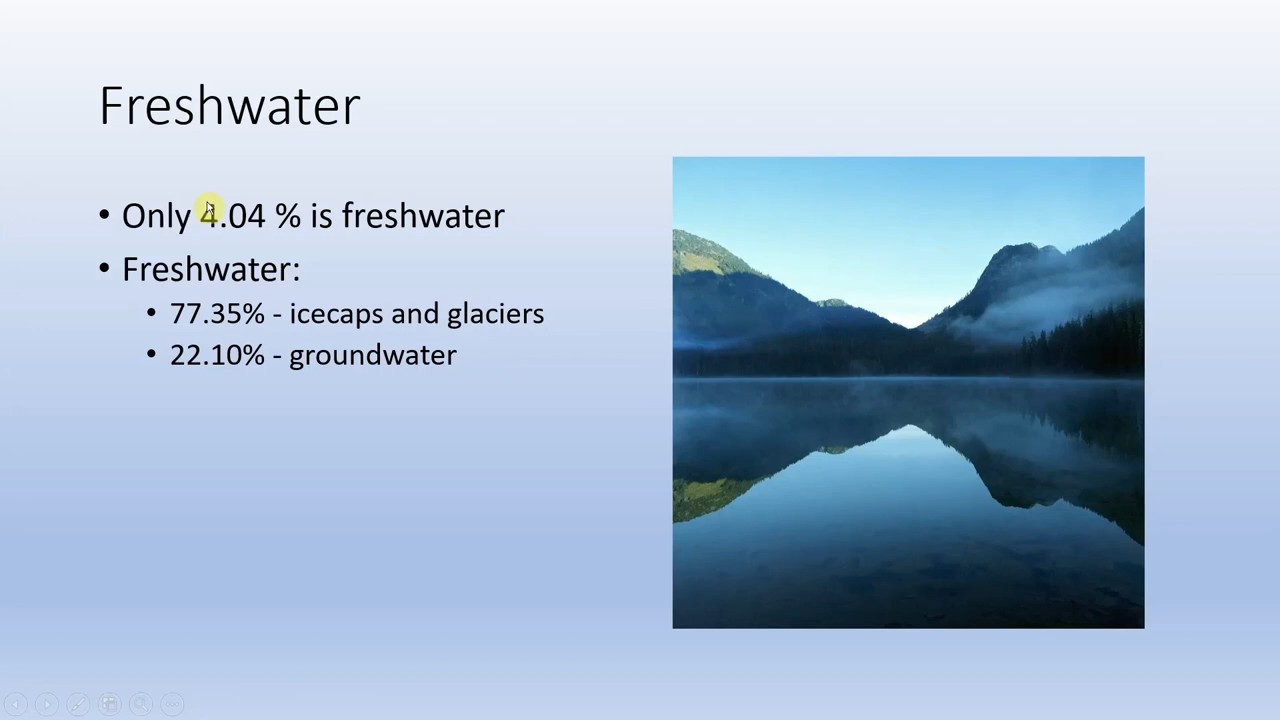 Freshwater
• Only 4.04 % is freshwater
• Freshwater:
• 77.35% - icecaps and glaciers
• 22.10% - groundwater